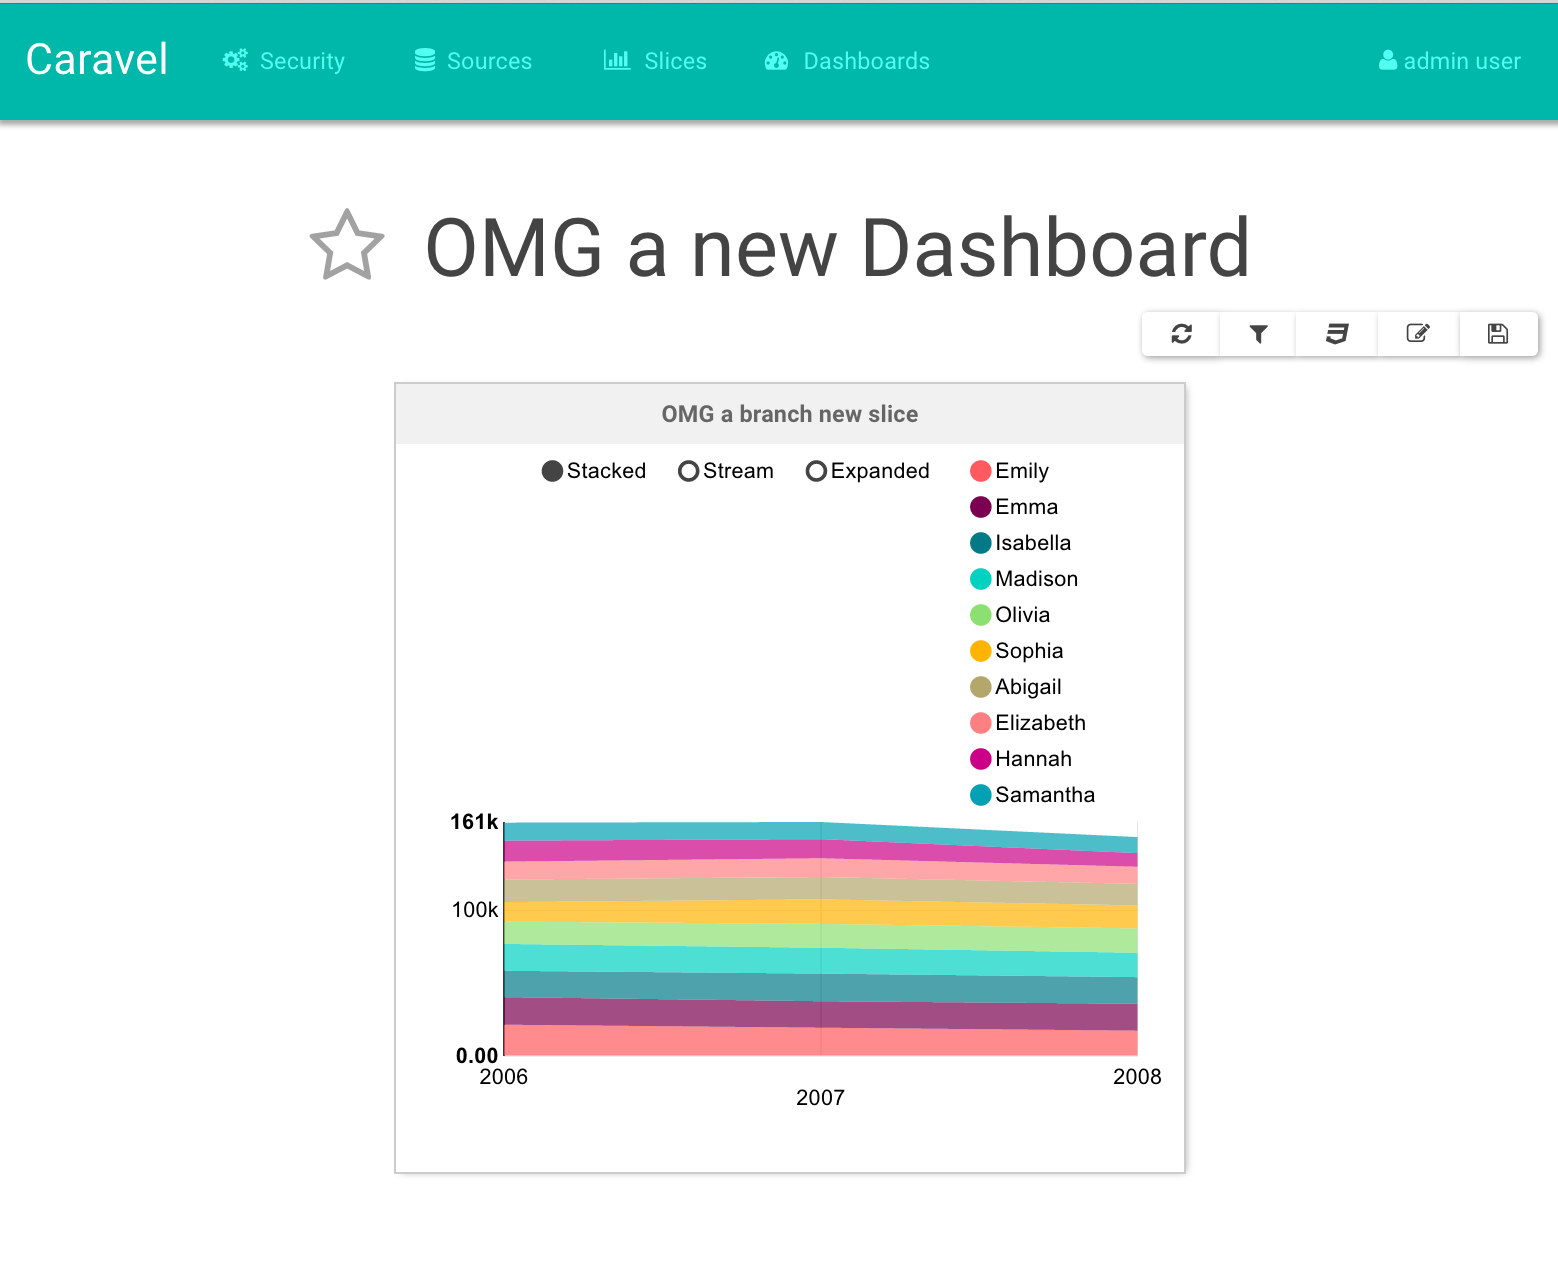 Caravel Security Sources Slices Dashboards admin user
OMG a new Dashboard
OMG a branch new slice
Stacked Stream Expanded Emily
Emma
Isabella
Madison
Olivia
Sophia
Abigail
Elizabeth
Hannah
Samantha
161k
100k
0.00
2006 2008
2007